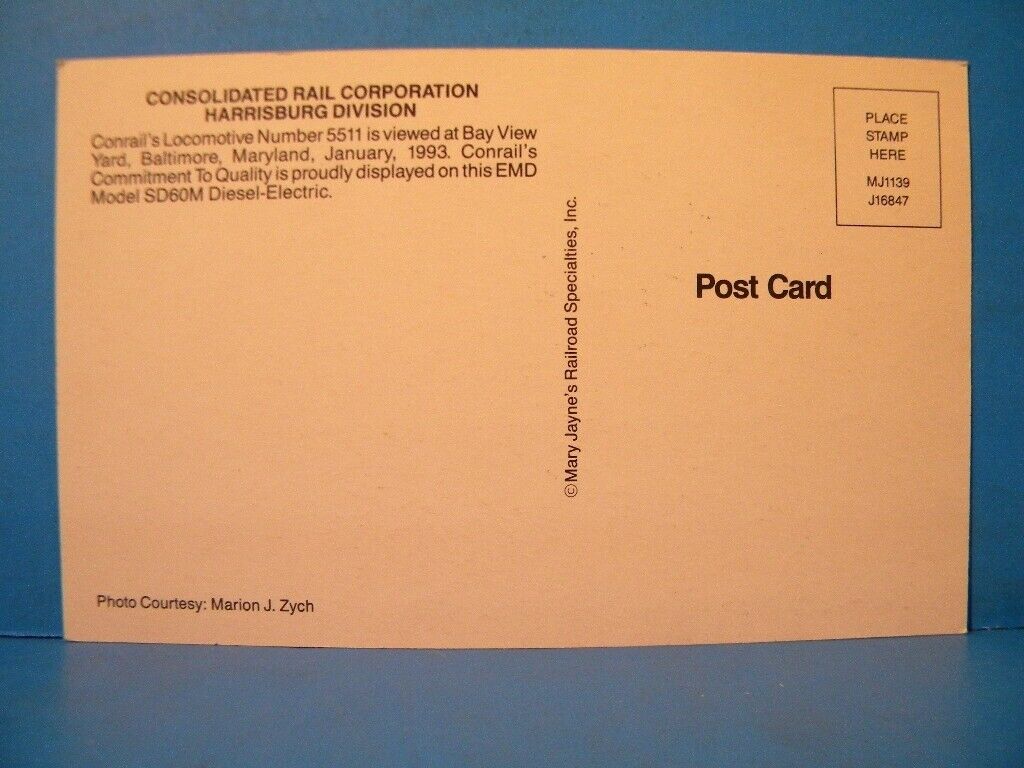 CONSOLIDATED RAIL CORPORATION
HARRISBURG DIVISION
Conrail's Locomotive Number 5511 is viewed at Bay View
Yard, Baltimore, Maryland, January, 1993. Conrail's
Commitment To Quality is proudly displayed on this EMD
Model SD60M Diesel-Electric.
Photo Courtesy: Marion J. Zych
©Mary Jayne's Railroad Specialties, Inc.
PLACE
STAMP
HERE
MJ1139
J16847
Post Card